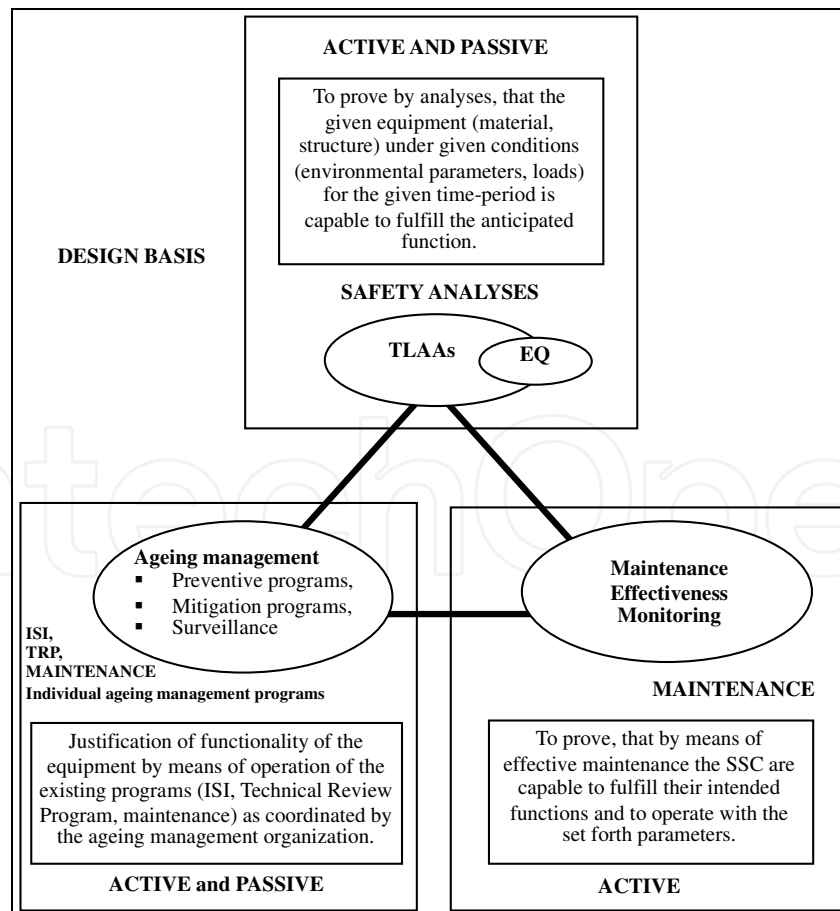 ACTIVE AND PASSIVE
To prove by analyses, that the
given equipment (material,
structure) under given conditions
(environmental parameters, loads)
for the given time-period is
capable to fulfill the anticipated
function.
DESIGN BASIS
SAFETY ANALYSES
TLAAs
EQ
Ageing management
▪ Preventive programs,
▪ Mitigation programs,
▪ Surveillance
ISI,
TRP,
MAINTENANCE
Individual ageing management programs
Justification of functionality of the
equipment by means of operation of the
existing programs (ISI, Technical Review
Program, maintenance) as coordinated by
the ageing management organization.
ACTIVE and PASSIVE
Maintenance
Effectiveness
Monitoring
MAINTENANCE
To prove, that by means of
effective maintenance the SSC are
capable to fulfill their intended
functions and to operate with the
set forth parameters.
ACTIVE
ntechOpe